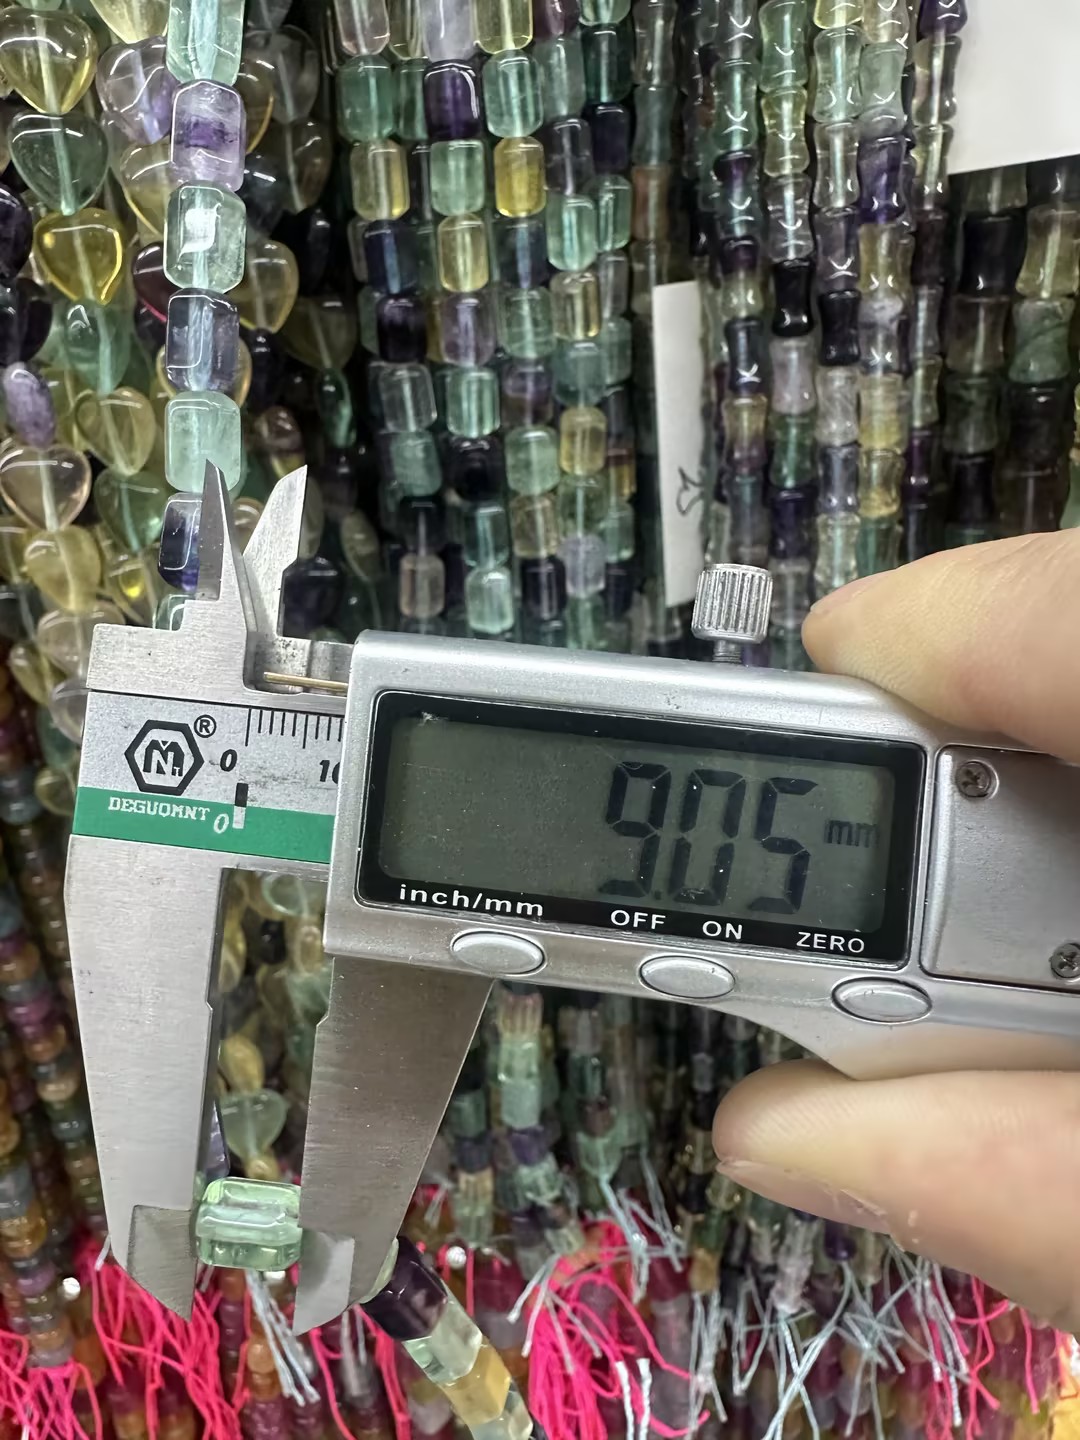 ®
0
10
DEGUQMNT 0
9.05 mm
inch/mm OFF ON ZERO